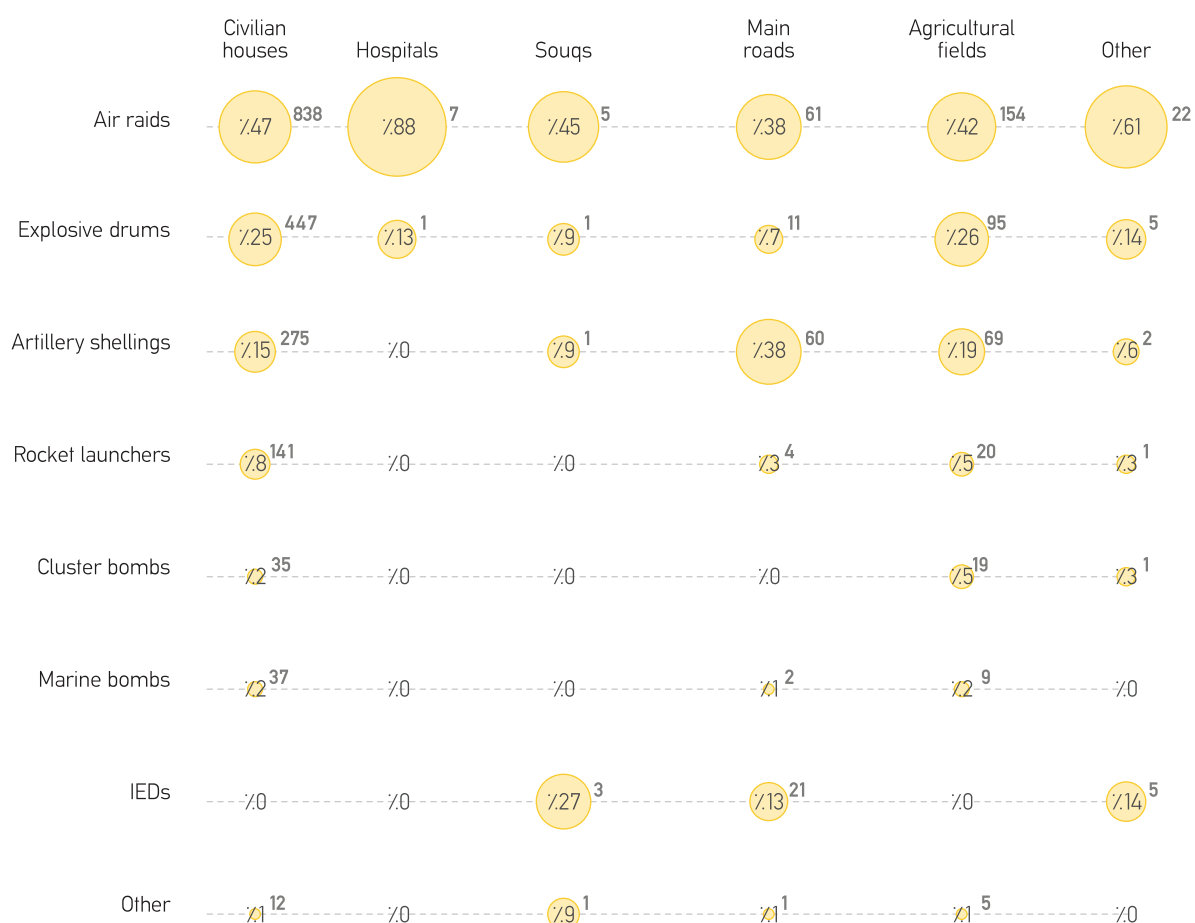 Civilian
houses
Hospitals
Souqs
Main
roads
Agricultural
fields
Other
Air raids ٪47 838 ٪88 7 ٪45 5 ٪38 61 ٪42 154 ٪61 22
Explosive drums ٪25 447 ٪13 1 ٪9 1 ٪7 11 ٪26 95 ٪14 5
Artillery shellings ٪15 275 ٪0 ٪9 1 ٪38 60 ٪19 69 ٪6 2
Rocket launchers ٪8 141 ٪0 ٪0 ٪3 4 ٪5 20 ٪3 1
Cluster bombs ٪2 35 ٪0 ٪0 ٪0 ٪5 19 ٪3 1
Marine bombs ٪2 37 ٪0 ٪0 ٪1 2 ٪2 9 ٪0
IEDs ٪0 ٪0 ٪27 3 ٪13 21 ٪0 ٪14 5
Other ٪1 12 ٪0 ٪9 1 ٪1 1 ٪1 5 ٪0